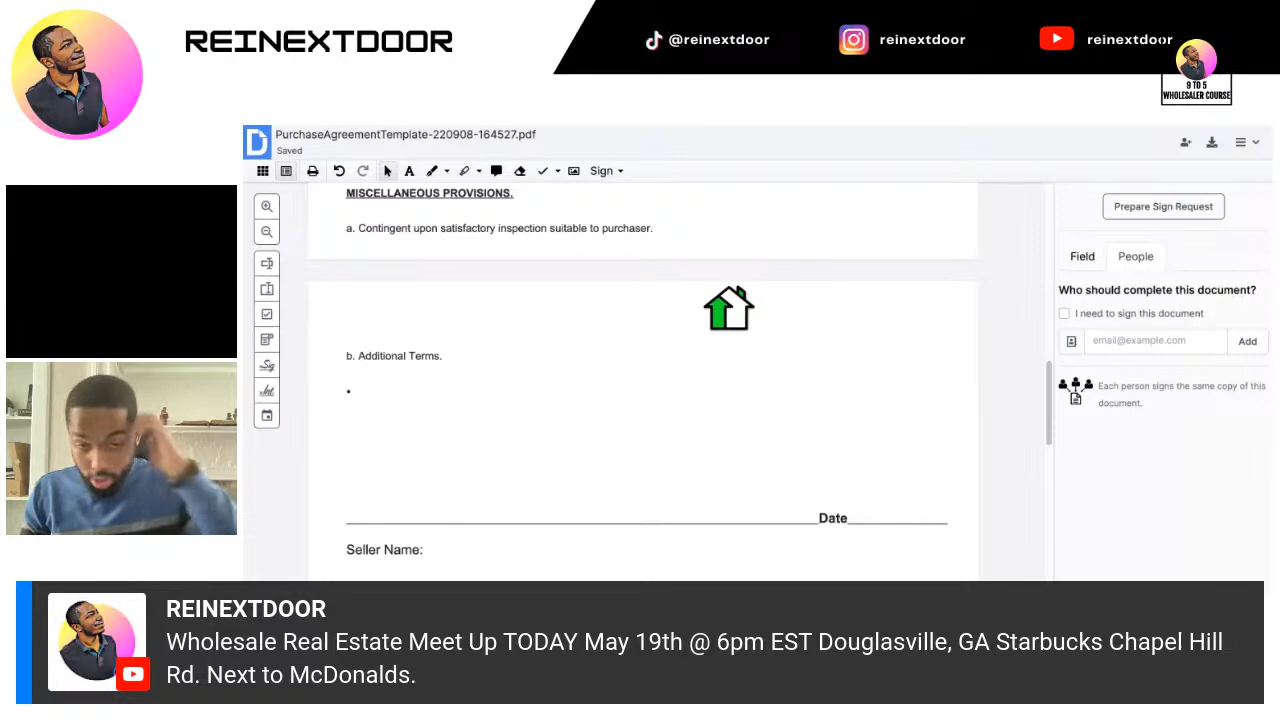 REINEXTDOOR
@reinextdoor
reinextdoor
reinextdoor
9 TO 5
WHOLESALER COURSE
PurchaseAgreementTemplate-220908-164527.pdf
Saved
Sign
MISCELLANEOUS PROVISIONS.
a. Contingent upon satisfactory inspection suitable to purchaser.
b. Additional Terms.
•
Date
Seller Name:
Prepare Sign Request
Field People
Who should complete this document?
I need to sign this document
email@example.com Add
Each person signs the same copy of this
document.
REINEXTDOOR
Wholesale Real Estate Meet Up TODAY May 19th @ 6pm EST Douglasville, GA Starbucks Chapel Hill
Rd. Next to McDonalds.